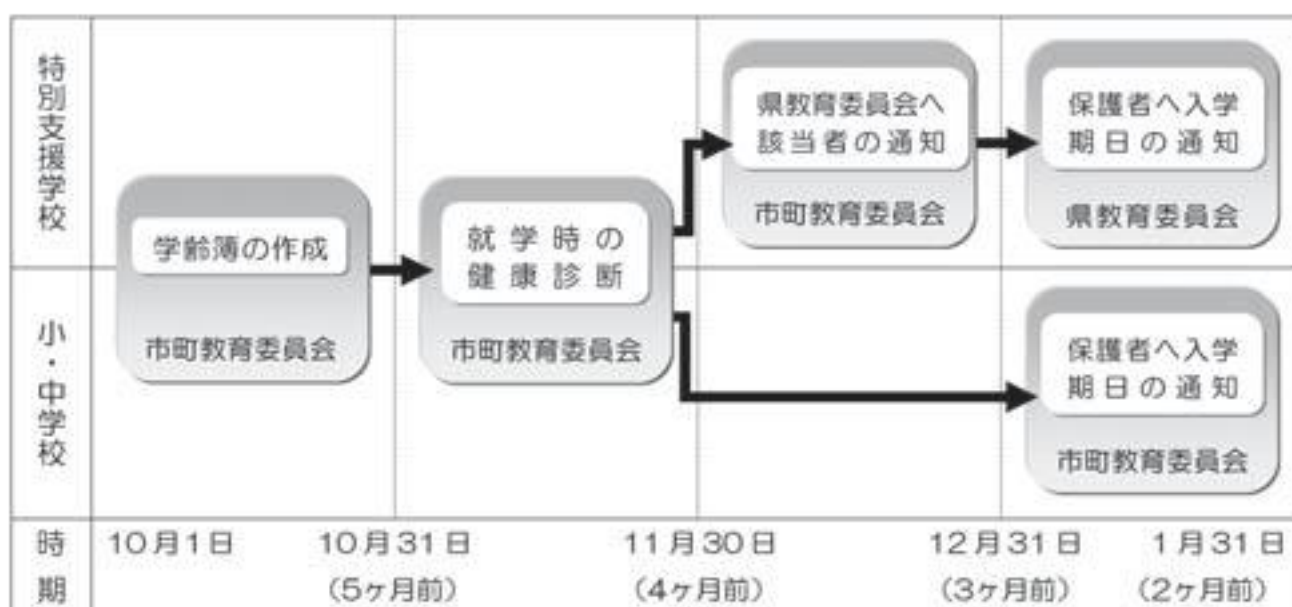 特別支援学校
学齢簿の作成
市町教育委員会
就学時の
健康診断
市町教育委員会
県教育委員会へ
該当者の通知
市町教育委員会
保護者へ入学
期日の通知
県教育委員会
小・中学校
保護者へ入学
期日の通知
市町教育委員会
時期
10月1日
10月31日
(5ヶ月前)
11月30日
(4ヶ月前)
12月31日
(3ヶ月前)
1月31日
(2ヶ月前)